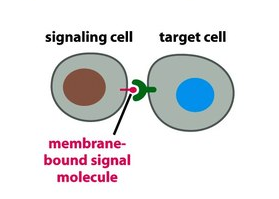 signaling cell
target cell
membrane-
bound signal
molecule